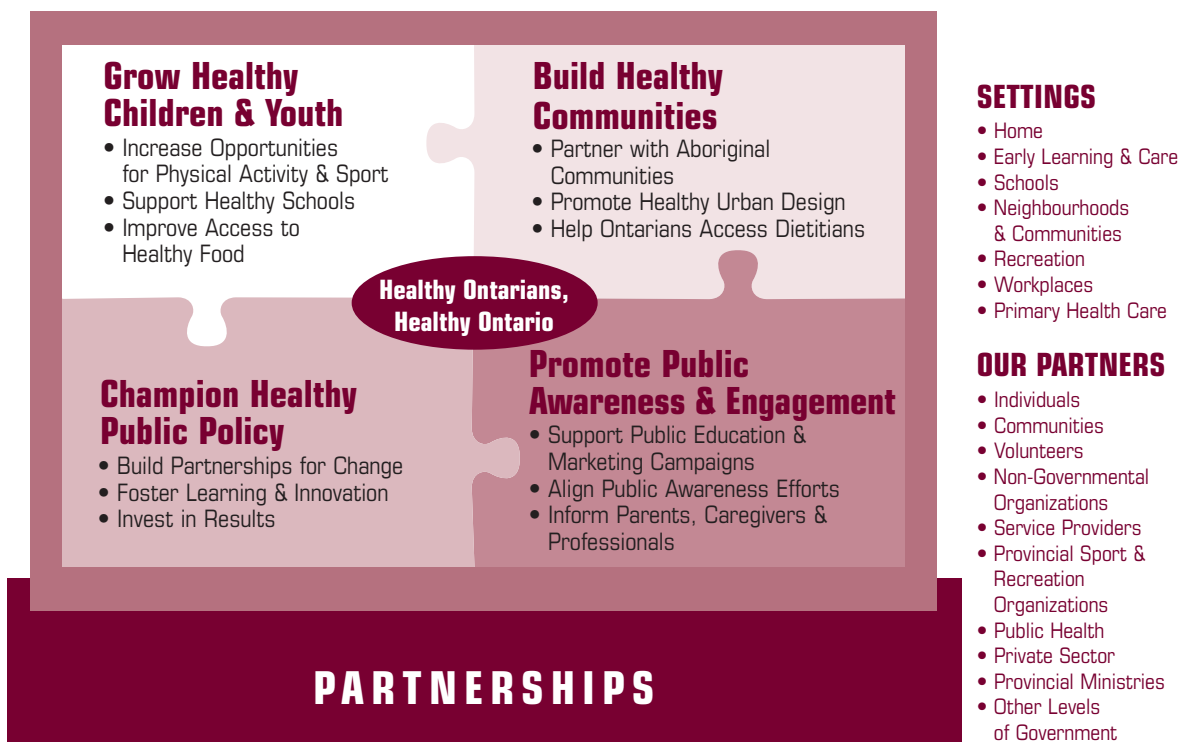 Grow Healthy
Children & Youth
• Increase Opportunities
for Physical Activity & Sport
• Support Healthy Schools
• Improve Access to
Healthy Food
Build Healthy
Communities
• Partner with Aboriginal
Communities
• Promote Healthy Urban Design
• Help Ontarians Access Dietitians
Healthy Ontarians,
Healthy Ontario
Champion Healthy
Public Policy
• Build Partnerships for Change
• Foster Learning & Innovation
• Invest in Results
Promote Public
Awareness & Engagement
• Support Public Education &
Marketing Campaigns
• Align Public Awareness Efforts
• Inform Parents, Caregivers &
Professionals
PARTNERSHIPS
SETTINGS
• Home
• Early Learning & Care
• Schools
• Neighbourhoods
& Communities
• Recreation
• Workplaces
• Primary Health Care
OUR PARTNERS
• Individuals
• Communities
• Volunteers
• Non-Governmental
Organizations
• Service Providers
• Provincial Sport &
Recreation
Organizations
• Public Health
• Private Sector
• Provincial Ministries
• Other Levels
of Government